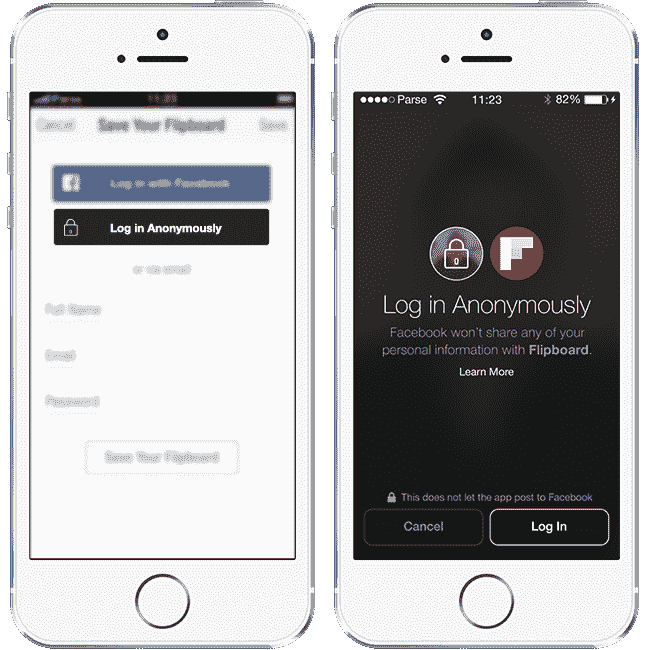 Parse 11:23
Cancel Save Your Flipboard Save
Log in with Facebook
Log in Anonymously
or via email
Full Name
Email
Password
Save Your Flipboard
Parse 11:23 82%
Log in Anonymously
Facebook won't share any of your
personal information with Flipboard.
Learn More
This does not let the app post to Facebook
Cancel Log In